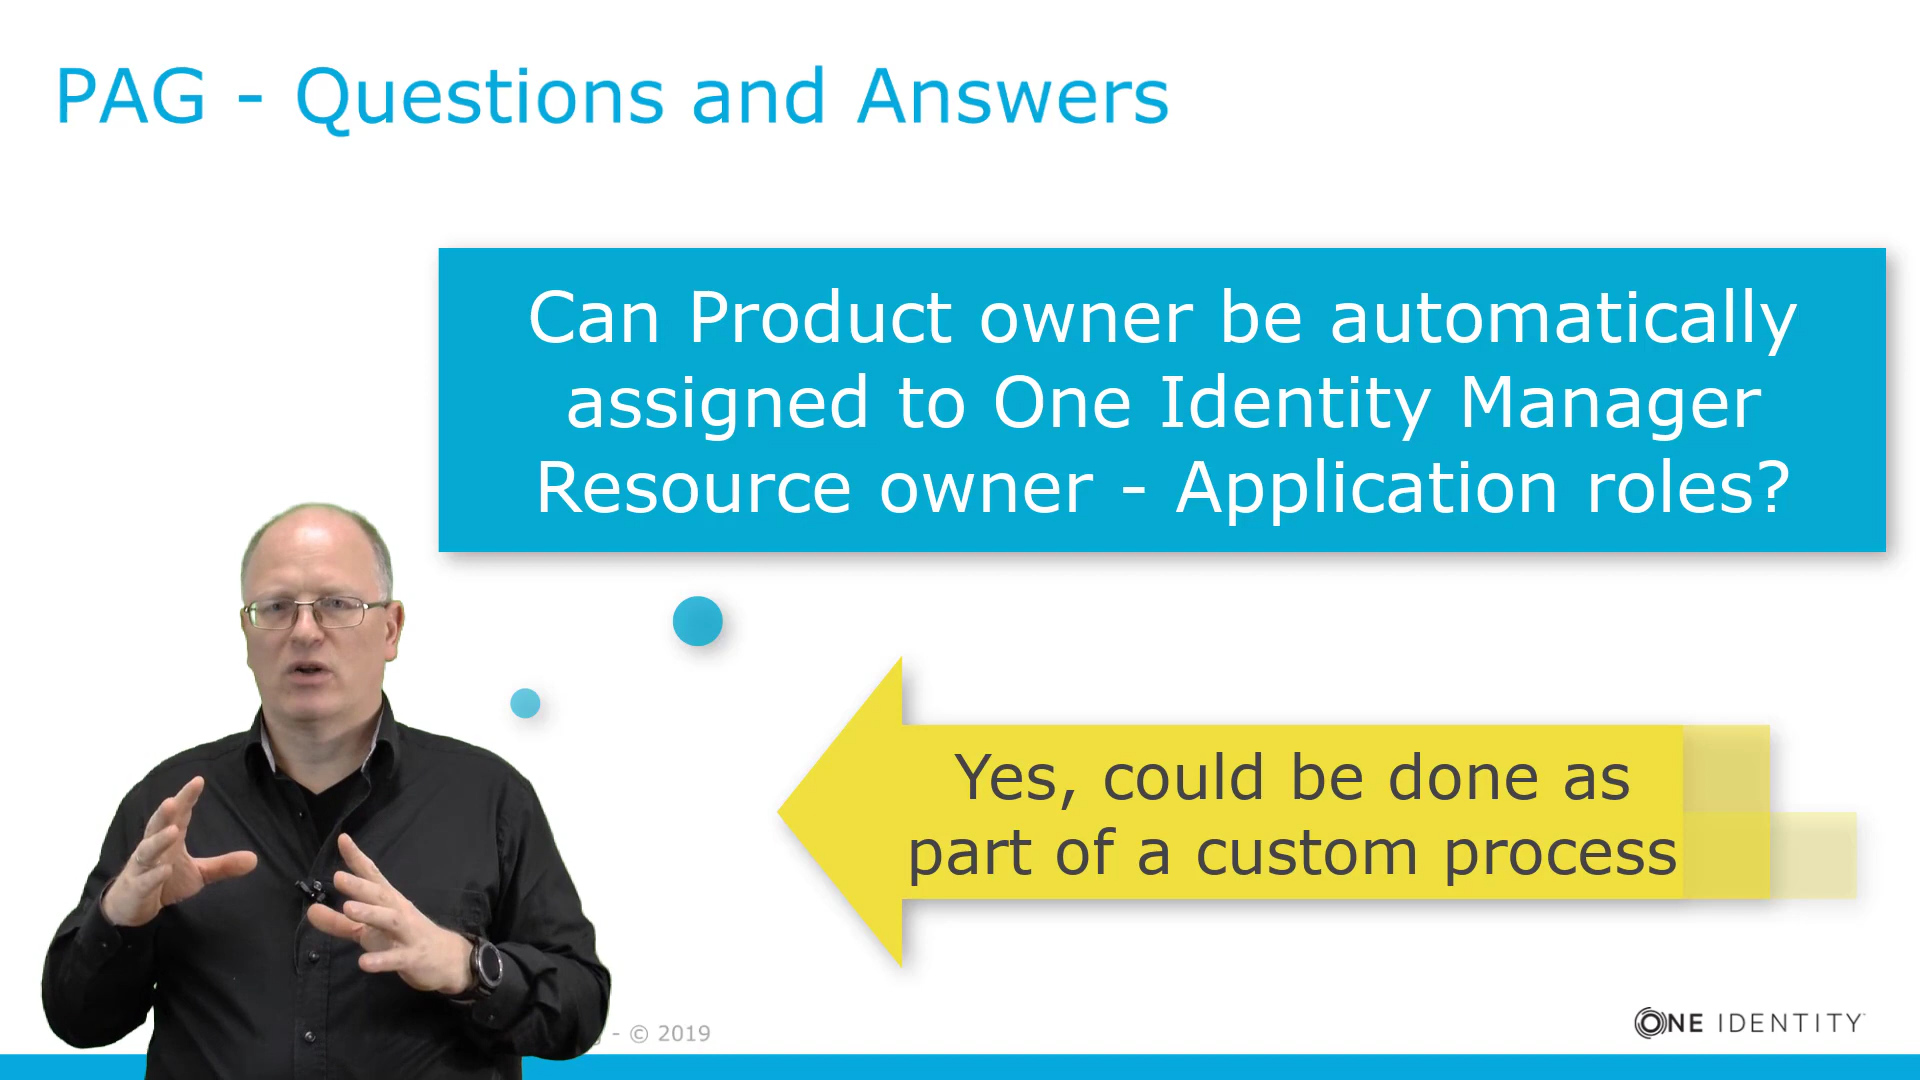 PAG - Questions and Answers
Can Product owner be automatically
assigned to One Identity Manager
Resource owner - Application roles?
Yes, could be done as
part of a custom process
- © 2019
ONE IDENTITY